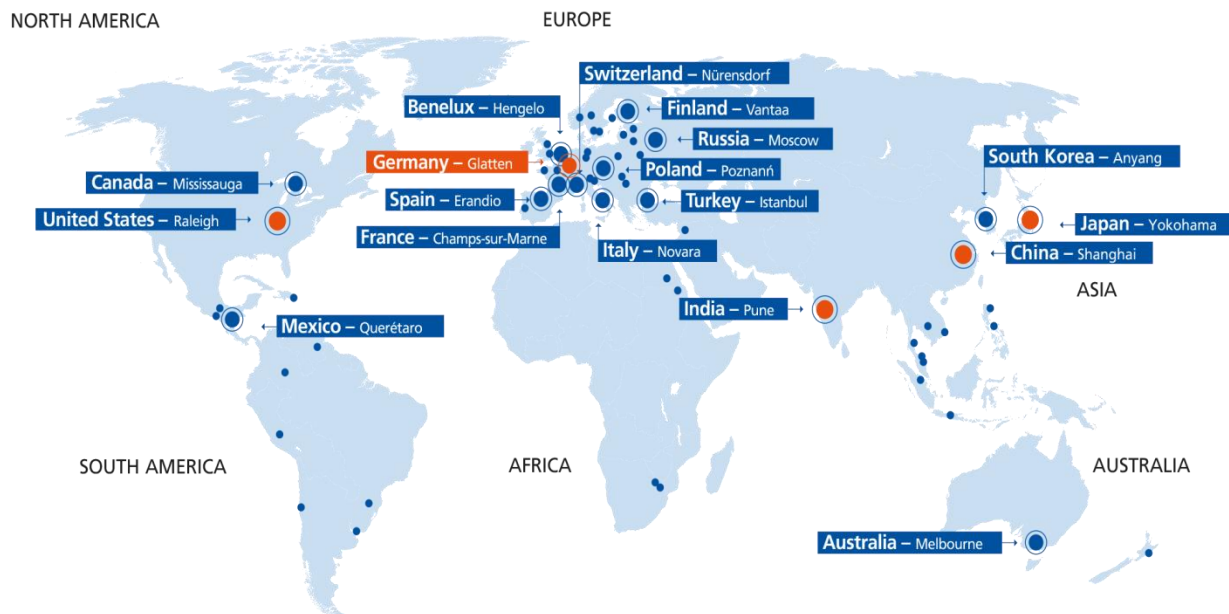 NORTH AMERICA
EUROPE
Switzerland – Nürensdorf
Benelux – Hengelo
Finland – Vantaa
Russia – Moscow
Germany – Glatten
South Korea – Anyang
Poland – Poznanń
Canada – Mississauga
Spain – Erandio
Turkey – Istanbul
United States – Raleigh
Japan – Yokohama
France – Champs-sur-Marne
Italy – Novara
China – Shanghai
ASIA
India – Pune
Mexico – Querétaro
SOUTH AMERICA
AFRICA
AUSTRALIA
Australia – Melbourne